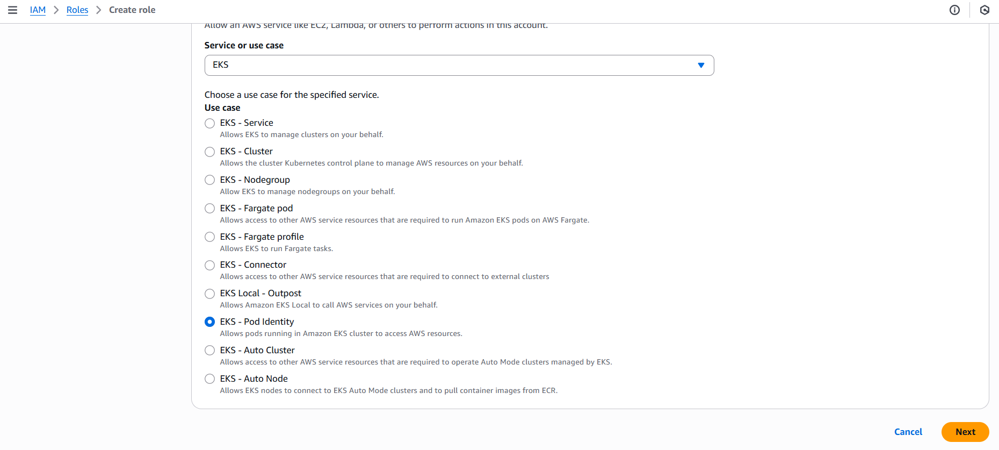 IAM > Roles > Create role
Allow an AWS service like EC2, Lambda, or others to perform actions in this account.
Service or use case
EKS
Choose a use case for the specified service.
Use case
EKS - Service
Allows EKS to manage clusters on your behalf.
EKS - Cluster
Allows the cluster Kubernetes control plane to manage AWS resources on your behalf.
EKS - Nodegroup
Allow EKS to manage nodegroups on your behalf.
EKS - Fargate pod
Allows access to other AWS service resources that are required to run Amazon EKS pods on AWS Fargate.
EKS - Fargate profile
Allows EKS to run Fargate tasks.
EKS - Connector
Allows access to other AWS service resources that are required to connect to external clusters
EKS Local - Outpost
Allows Amazon EKS Local to call AWS services on your behalf.
EKS - Pod Identity
Allows pods running in Amazon EKS cluster to access AWS resources.
EKS - Auto Cluster
Allows access to other AWS service resources that are required to operate Auto Mode clusters managed by EKS.
EKS - Auto Node
Allows EKS nodes to connect to EKS Auto Mode clusters and to pull container images from ECR.
Cancel Next